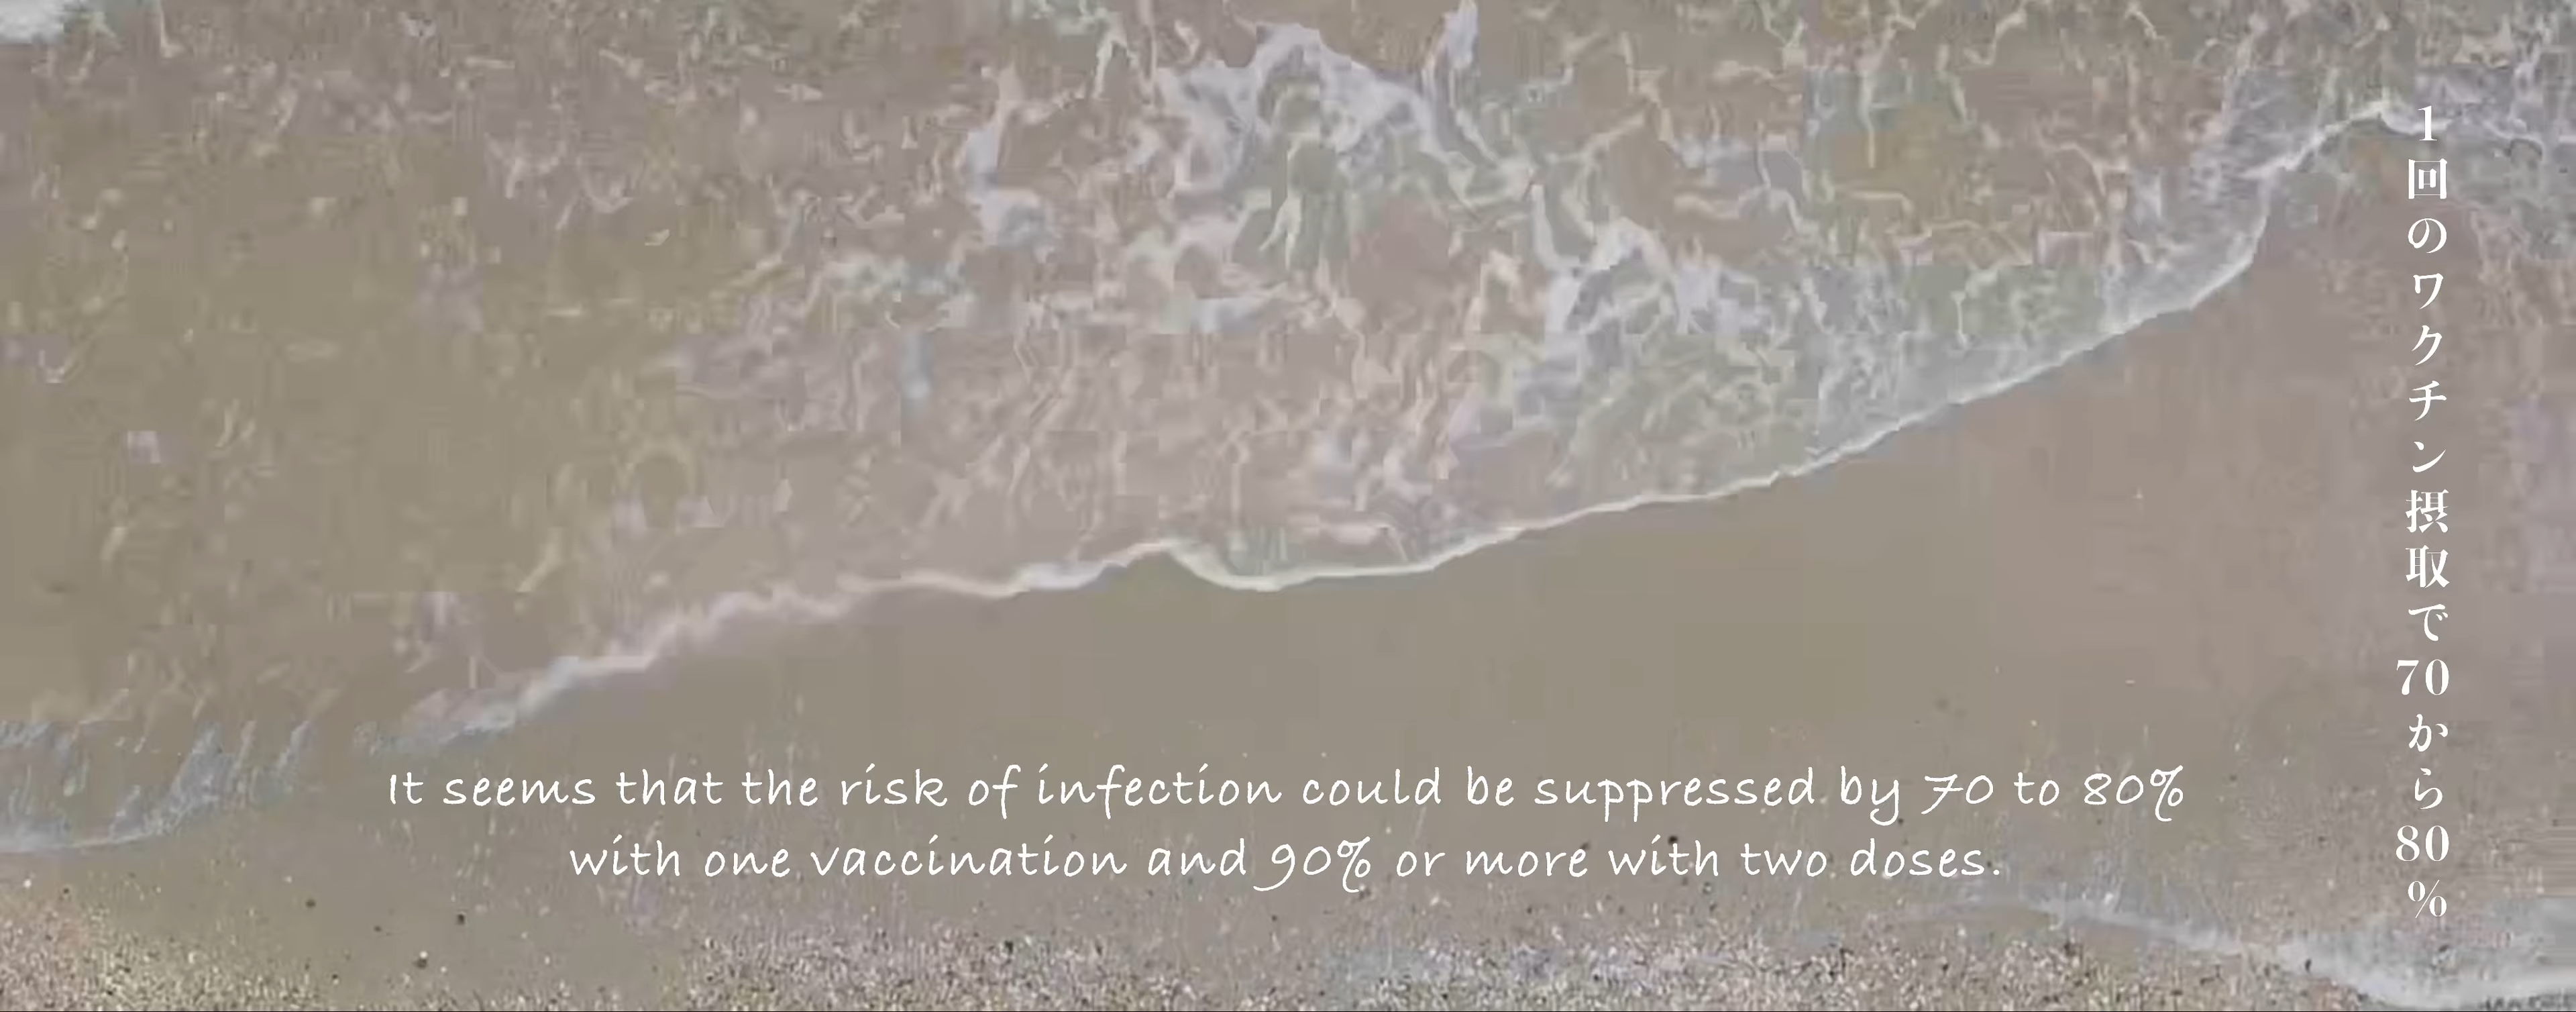 1回のワクチン摂取で70から80%
It seems that the risk of infection could be suppressed by 70 to 80%
with one vaccination and 90% or more with two doses.